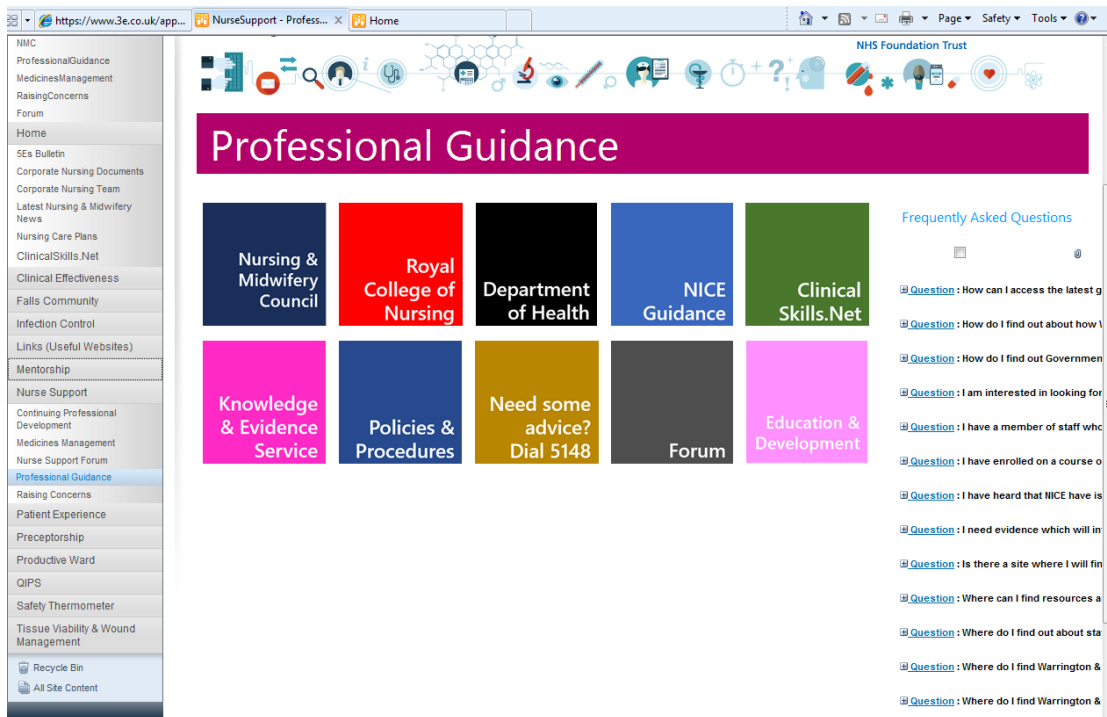 https://www.3e.co.uk/app...
NurseSupport - Profess...
X
Home
Page
Safety
Tools
NMC
ProfessionalGuidance
MedicinesManagement
RaisingConcerns
Forum
Home
5Es Bulletin
Corporate Nursing Documents
Corporate Nursing Team
Latest Nursing & Midwifery
News
Nursing Care Plans
ClinicalSkills.Net
Clinical Effectiveness
Falls Community
Infection Control
Links (Useful Websites)
Mentorship
Nurse Support
Continuing Professional
Development
Medicines Management
Nurse Support Forum
Professional Guidance
Raising Concerns
Patient Experience
Preceptorship
Productive Ward
QIPS
Safety Thermometer
Tissue Viability & Wound
Management
Recycle Bin
All Site Content
NHS Foundation Trust
Professional Guidance
Nursing &
Midwifery
Council
Royal
College of
Nursing
Department
of Health
NICE
Guidance
Clinical
Skills.Net
Knowledge
& Evidence
Service
Policies &
Procedures
Need some
advice?
Dial 5148
Forum
Education &
Development
Frequently Asked Questions
Question : How can I access the latest g
Question : How do I find out about how
Question : How do I find out Governmen
Question : I am interested in looking for
Question : I have a member of staff who
Question : I have enrolled on a course o
Question : I have heard that NICE have is
Question : I need evidence which will in
Question : Is there a site where I will fin
Question : Where can I find resources a
Question : Where do I find out about sta
Question : Where do I find Warrington &
Question : Where do I find Warrington &